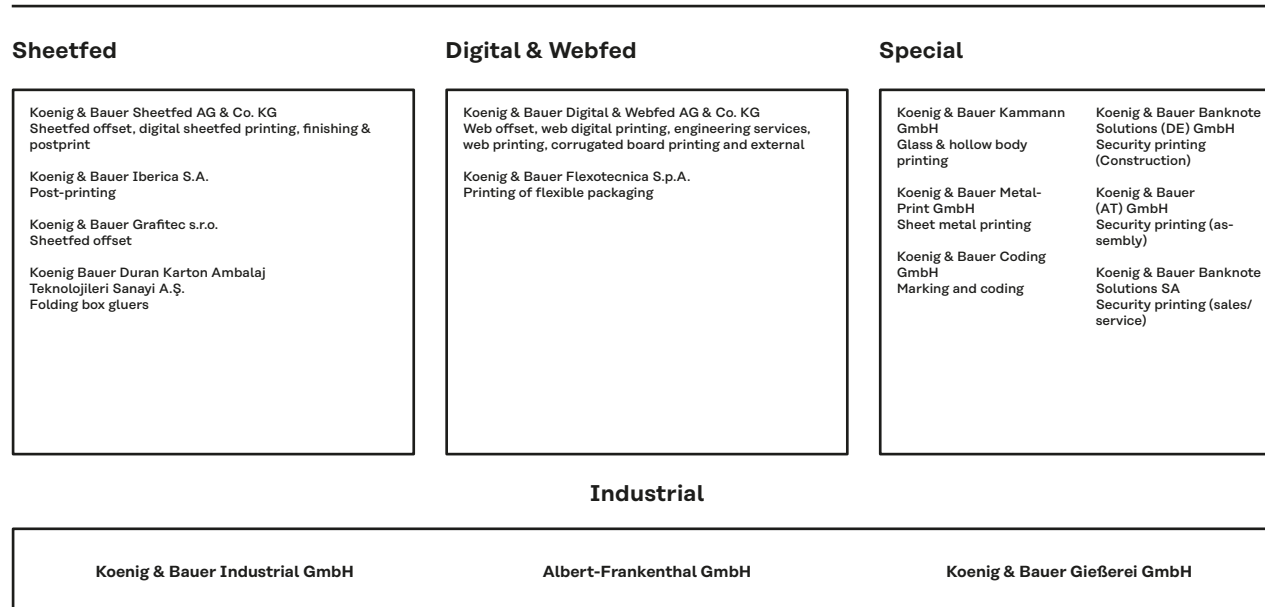 Sheetfed
Koenig & Bauer Sheetfed AG & Co. KG
Sheetfed offset, digital sheetfed printing, finishing &
postprint
Koenig & Bauer Iberica S.A.
Post-printing
Koenig & Bauer Grafitec s.r.o.
Sheetfed offset
Koenig Bauer Duran Karton Ambalaj
Teknolojileri Sanayi A.Ş.
Folding box gluers
Digital & Webfed
Koenig & Bauer Digital & Webfed AG & Co. KG
Web offset, web digital printing, engineering services,
web printing, corrugated board printing and external
Koenig & Bauer Flexotecnica S.p.A.
Printing of flexible packaging
Special
Koenig & Bauer Kammann
GmbH
Glass & hollow body
printing
Koenig & Bauer Metal-
Print GmbH
Sheet metal printing
Koenig & Bauer Coding
GmbH
Marking and coding
Koenig & Bauer Banknote
Solutions (DE) GmbH
Security printing
(Construction)
Koenig & Bauer
(AT) GmbH
Security printing (as-
sembly)
Koenig & Bauer Banknote
Solutions SA
Security printing (sales/
service)
Industrial
Koenig & Bauer Industrial GmbH
Albert-Frankenthal GmbH
Koenig & Bauer Gießerei GmbH